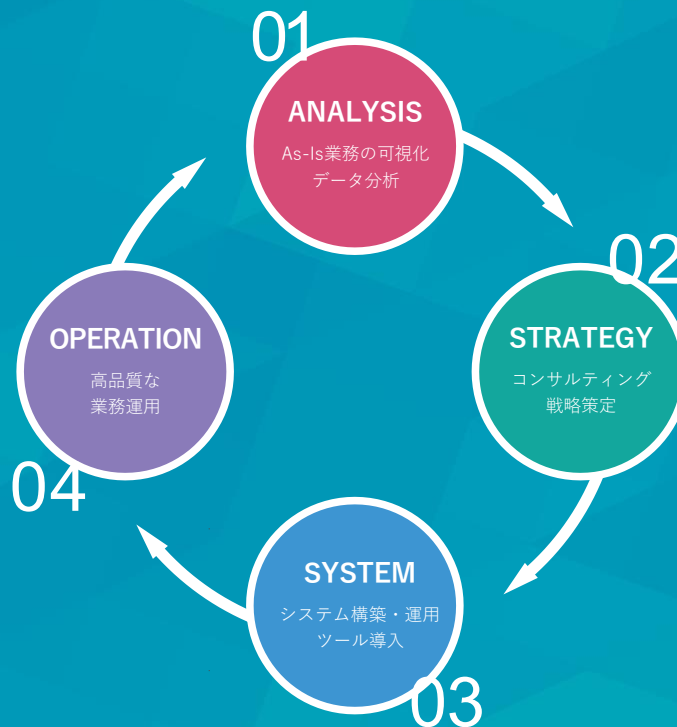 01
ANALYSIS
As-Is業務の可視化
データ分析
02
STRATEGY
コンサルティング
戦略策定
03
SYSTEM
システム構築・運用
ツール導入
04
OPERATION
高品質な
業務運用